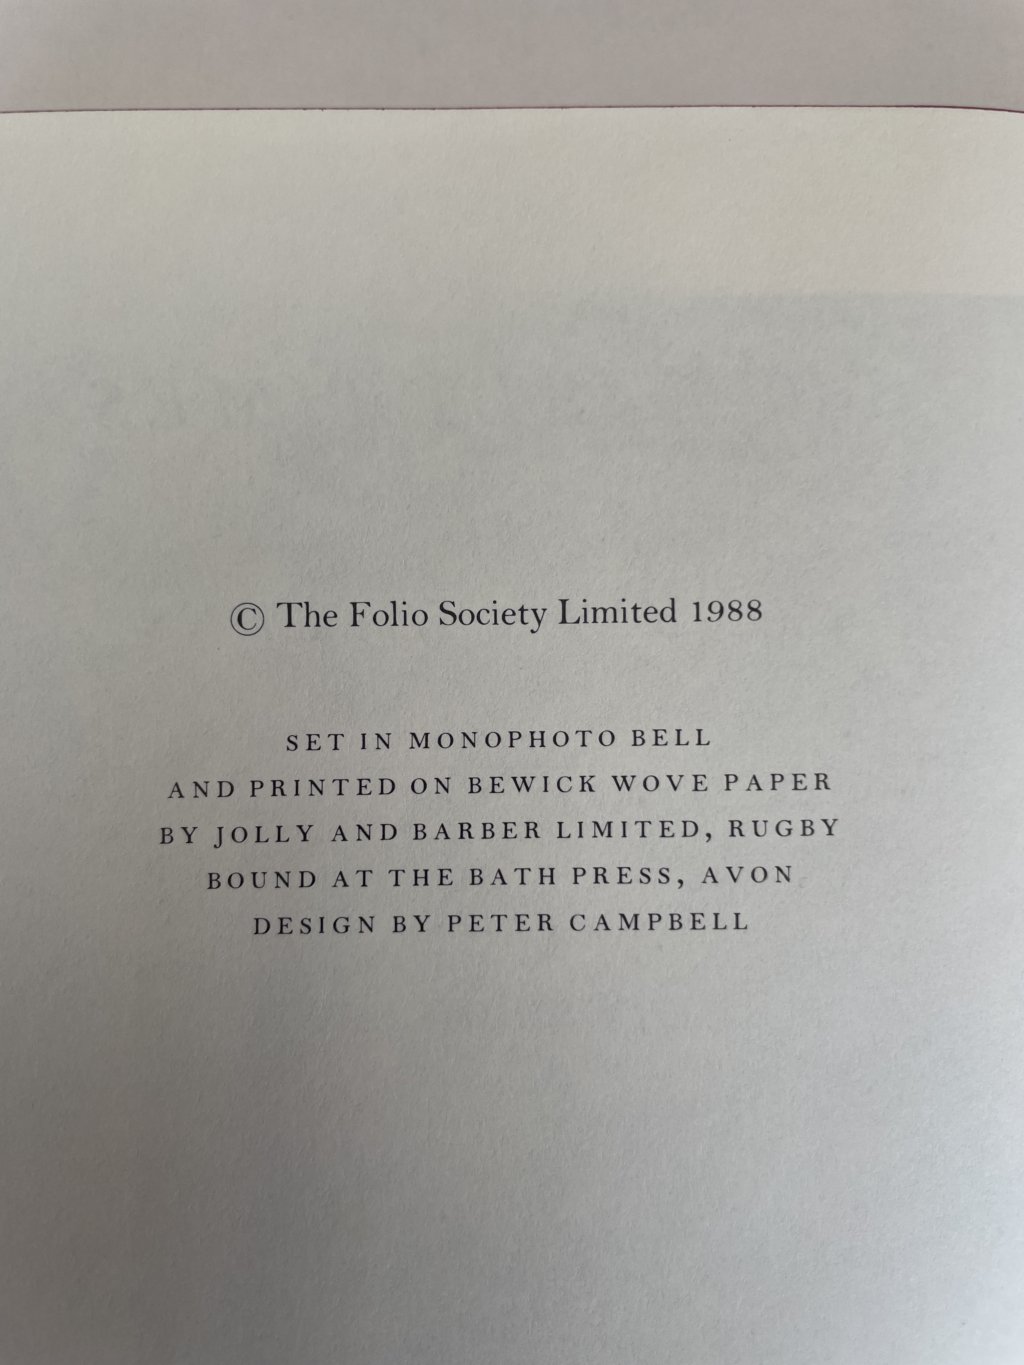 © The Folio Society Limited 1988
SET IN MONOPHOTO BELL
AND PRINTED ON BEWICK WOVE PAPER
BY JOLLY AND BARBER LIMITED, RUGBY
BOUND AT THE BATH PRESS, AVON
DESIGN BY PETER CAMPBELL